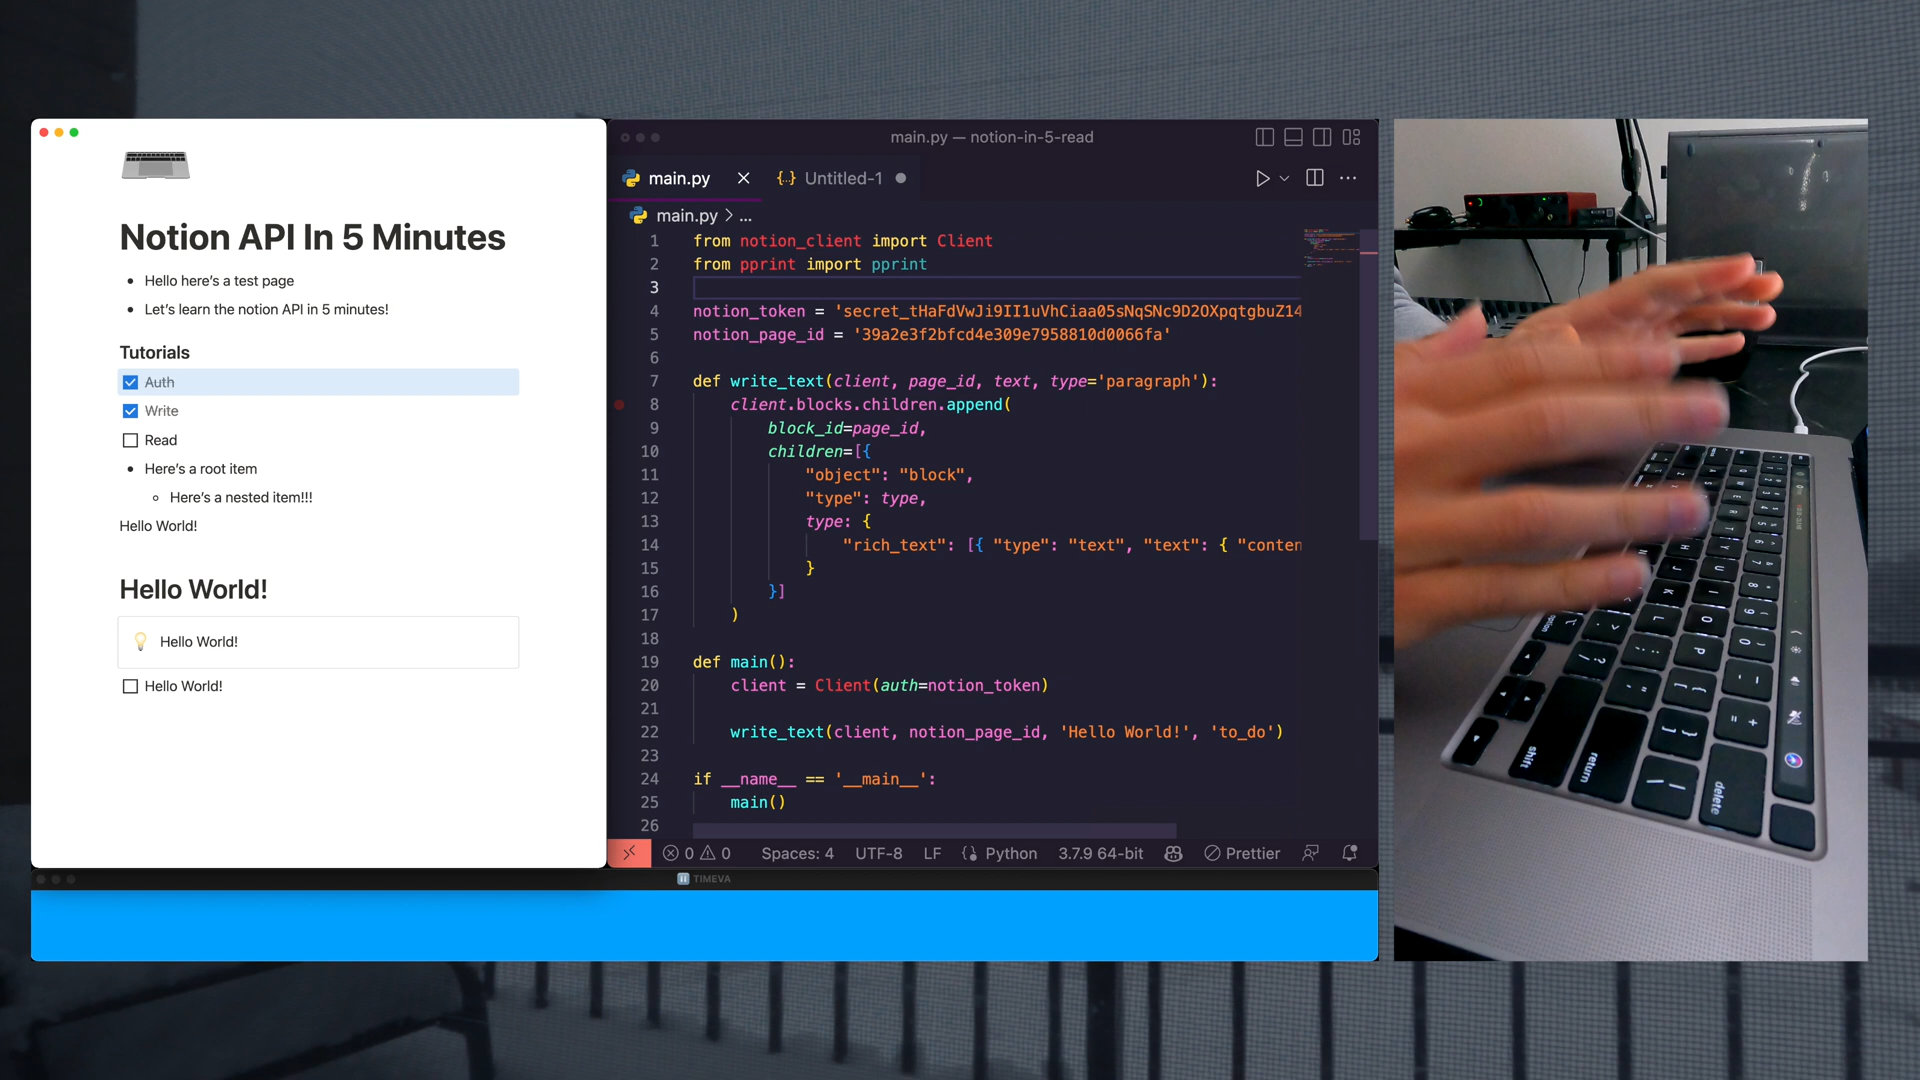 Notion API In 5 Minutes
Hello here's a test page
Let's learn the notion API in 5 minutes!
Tutorials
Auth
Write
Read
Here's a root item
Here's a nested item!!!
Hello World!
Hello World!
Hello World!
Hello World!
main.py — notion-in-5-read
main.py
Untitled-1
main.py > ...
1 from notion_client import Client
2 from pprint import pprint
3
4 notion_token = 'secret_tHaFdVwJi9II1uVhCiaa05sNqSNc9D2OXpqtgbuZ14
5 notion_page_id = '39a2e3f2bfcd4e309e7958810d0066fa'
6
7 def write_text(client, page_id, text, type='paragraph'):
8 client.blocks.children.append(
9 block_id=page_id,
10 children=[{
11 "object": "block",
12 "type": type,
13 type: {
14 "rich_text": [{ "type": "text", "text": { "conten
15 }
16 }]
17 )
18
19 def main():
20 client = Client(auth=notion_token)
21
22 write_text(client, notion_page_id, 'Hello World!', 'to_do')
23
24 if __name__ == '__main__':
25 main()
26
0 0 Spaces: 4 UTF-8 LF Python 3.7.9 64-bit Prettier
TIMEVA
option
shift
return
delete